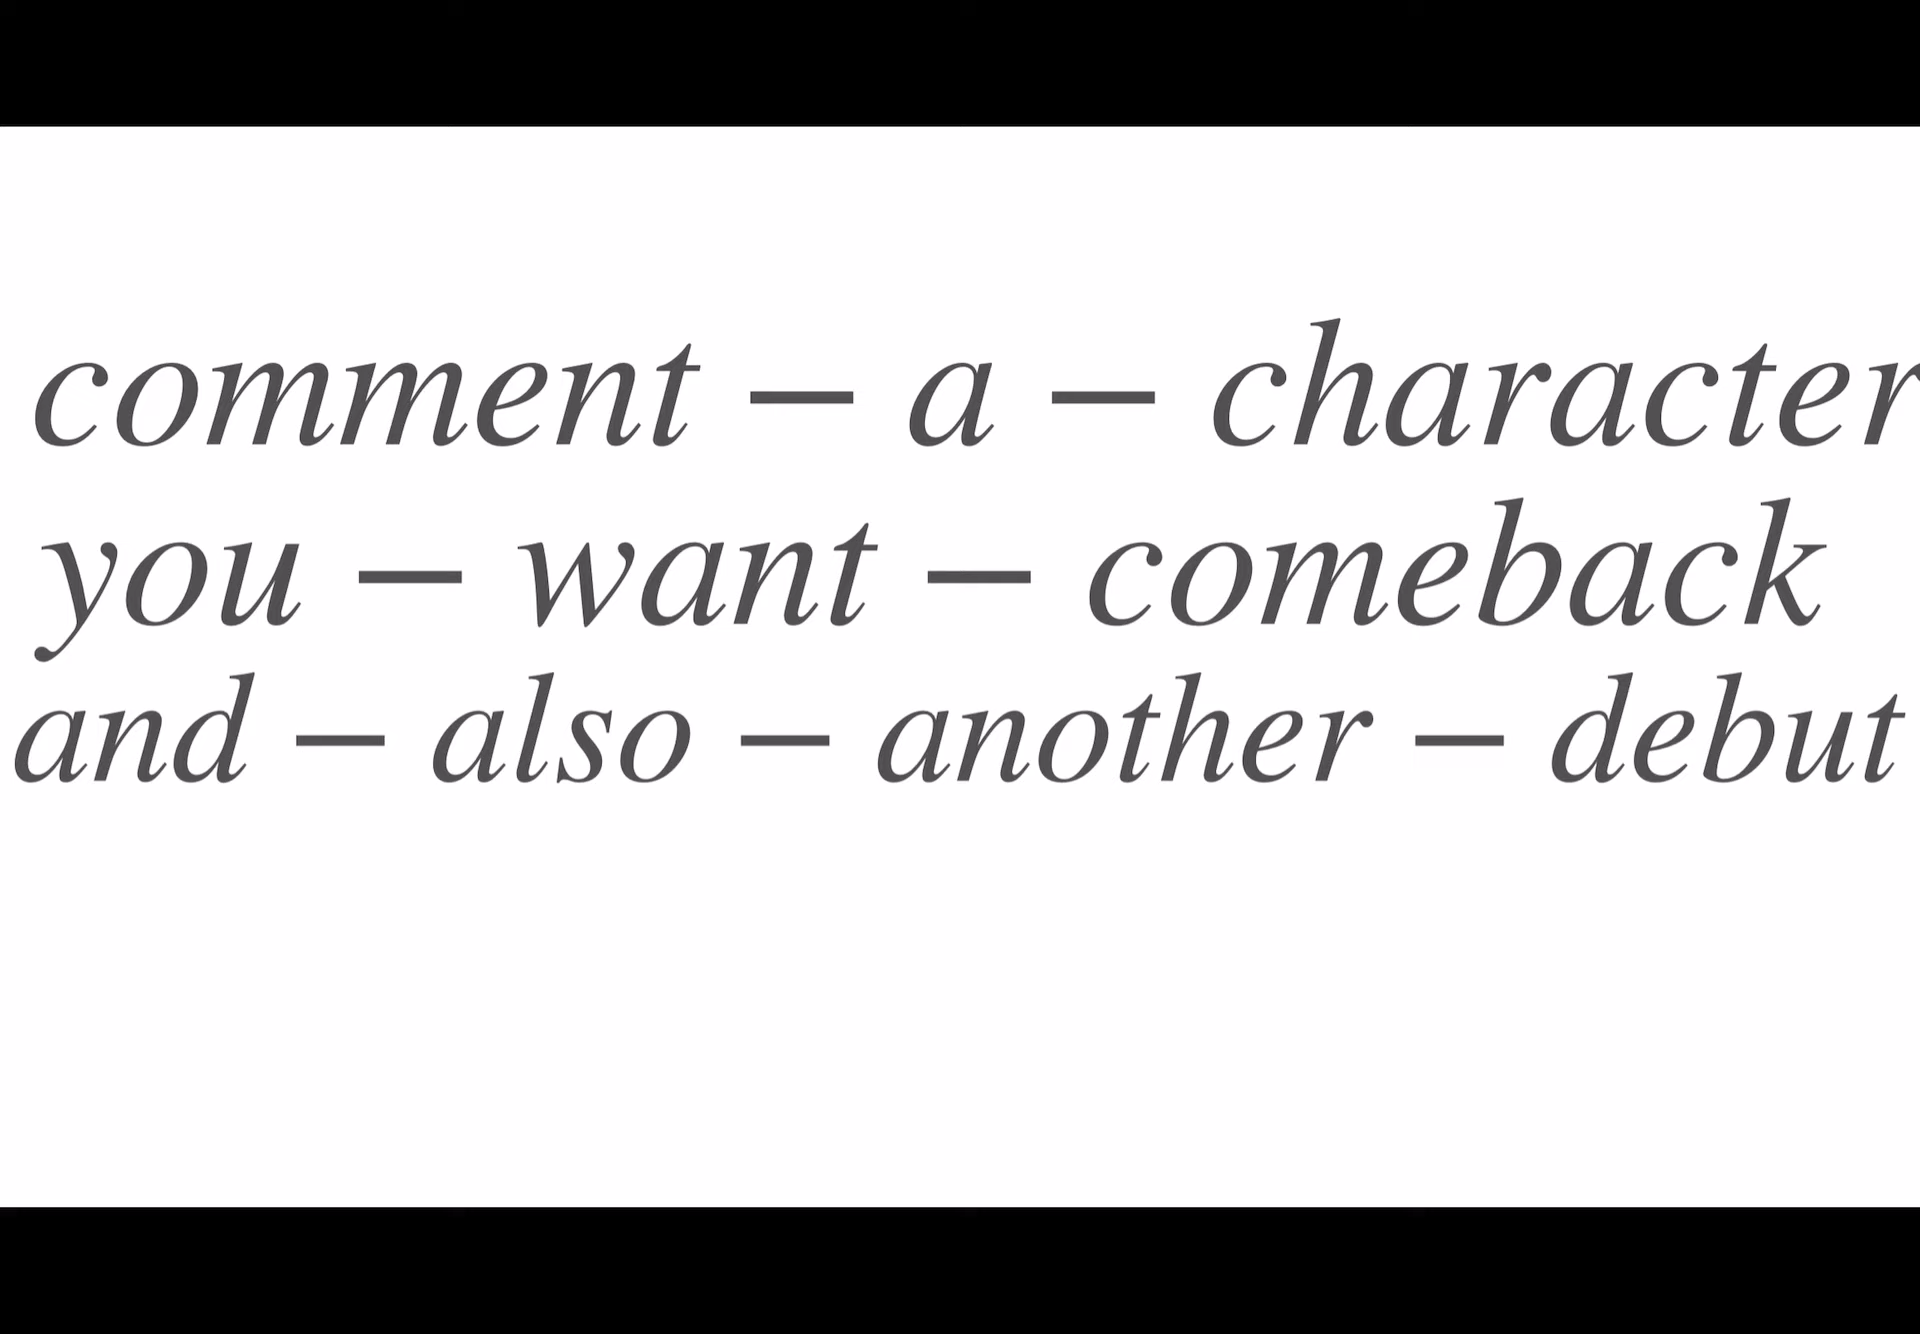 comment – a – character
you – want – comeback
and – also – another – debut